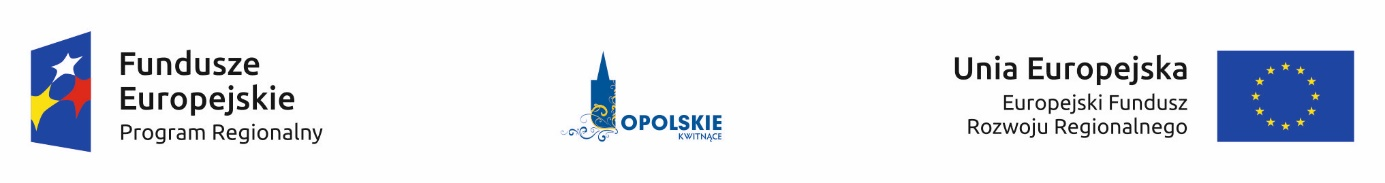 Fundusze
Europejskie
Program Regionalny
OPOLSKIE
KWITNĄCE
Unia Europejska
Europejski Fundusz
Rozwoju Regionalnego